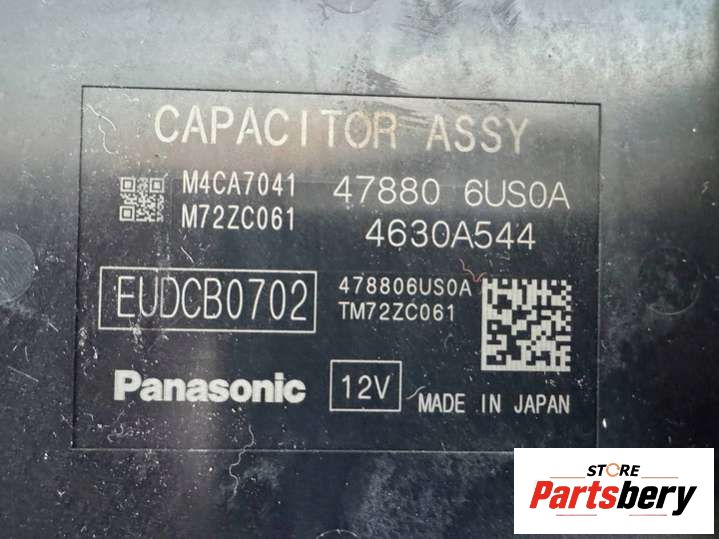 CAPACITOR ASSY
M4CA7041 47880 6US0A
M72ZC061 4630A544
EUDCB0702 478806US0A
TM72ZC061
Panasonic 12V MADE IN JAPAN
STORE
Partsbery